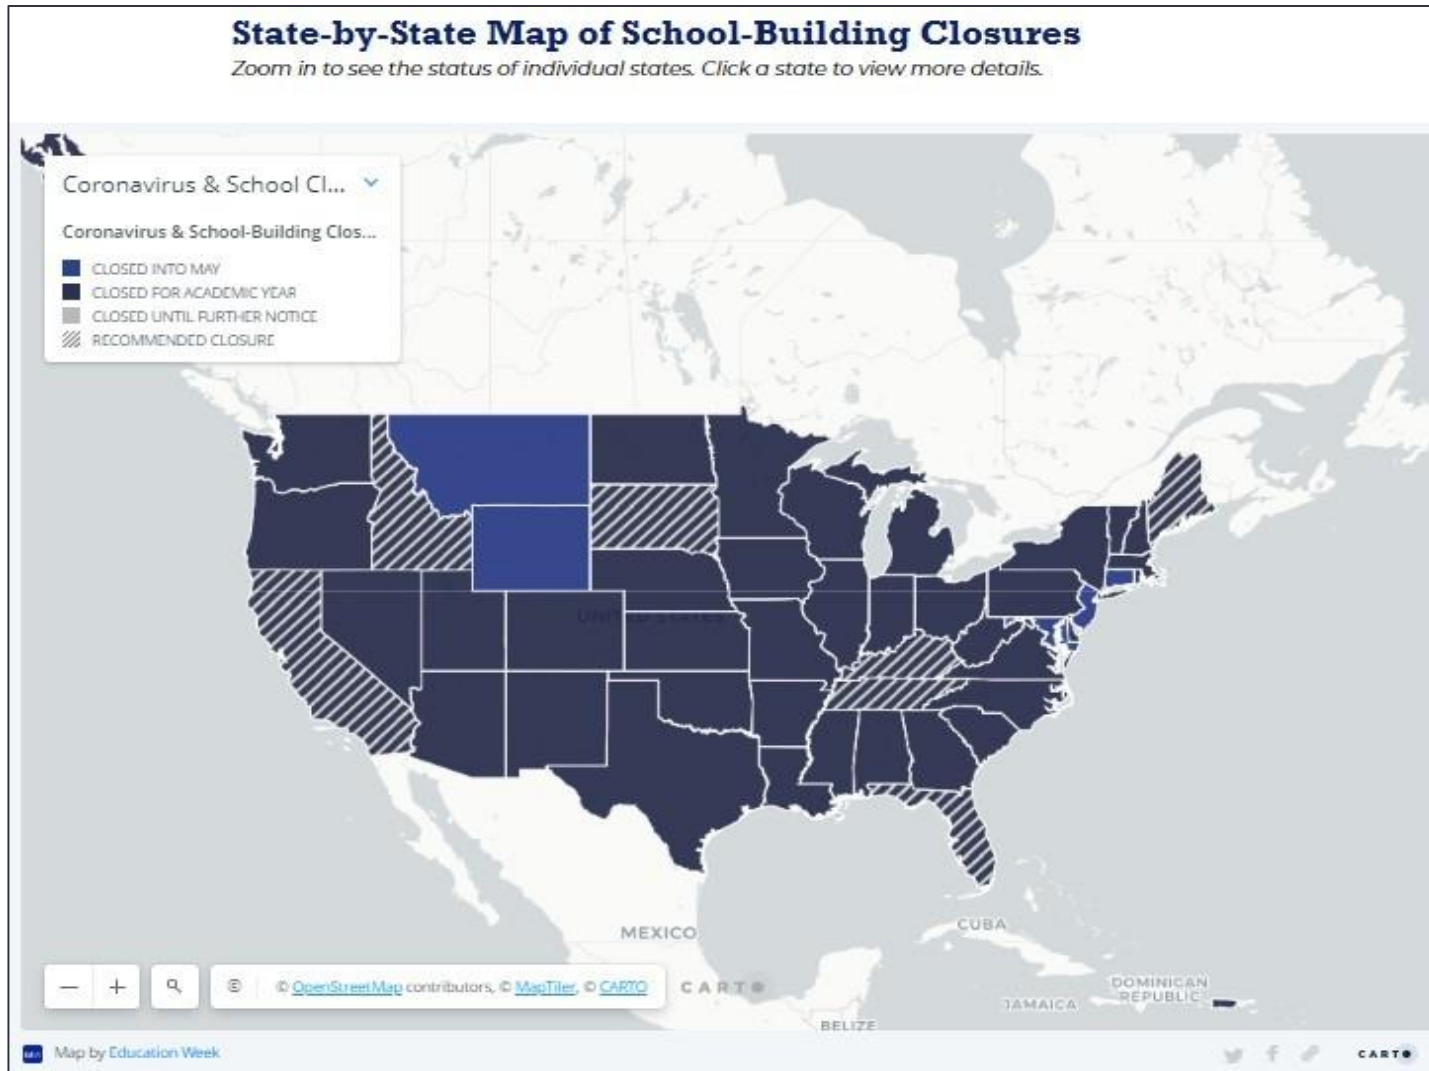 State-by-State Map of School-Building Closures
Zoom in to see the status of individual states. Click a state to view more details.
Coronavirus & School Cl...
Coronavirus & School-Building Clos...
CLOSED INTO MAY
CLOSED FOR ACADEMIC YEAR
CLOSED UNTIL FURTHER NOTICE
RECOMMENDED CLOSURE
UNITED STATES
MEXICO
CUBA
DOMINICAN
REPUBLIC
JAMAICA
BELIZE
− + © © OpenStreetMap contributors, © MapTiler, © CARTO CARTO
Map by Education Week
CARTO